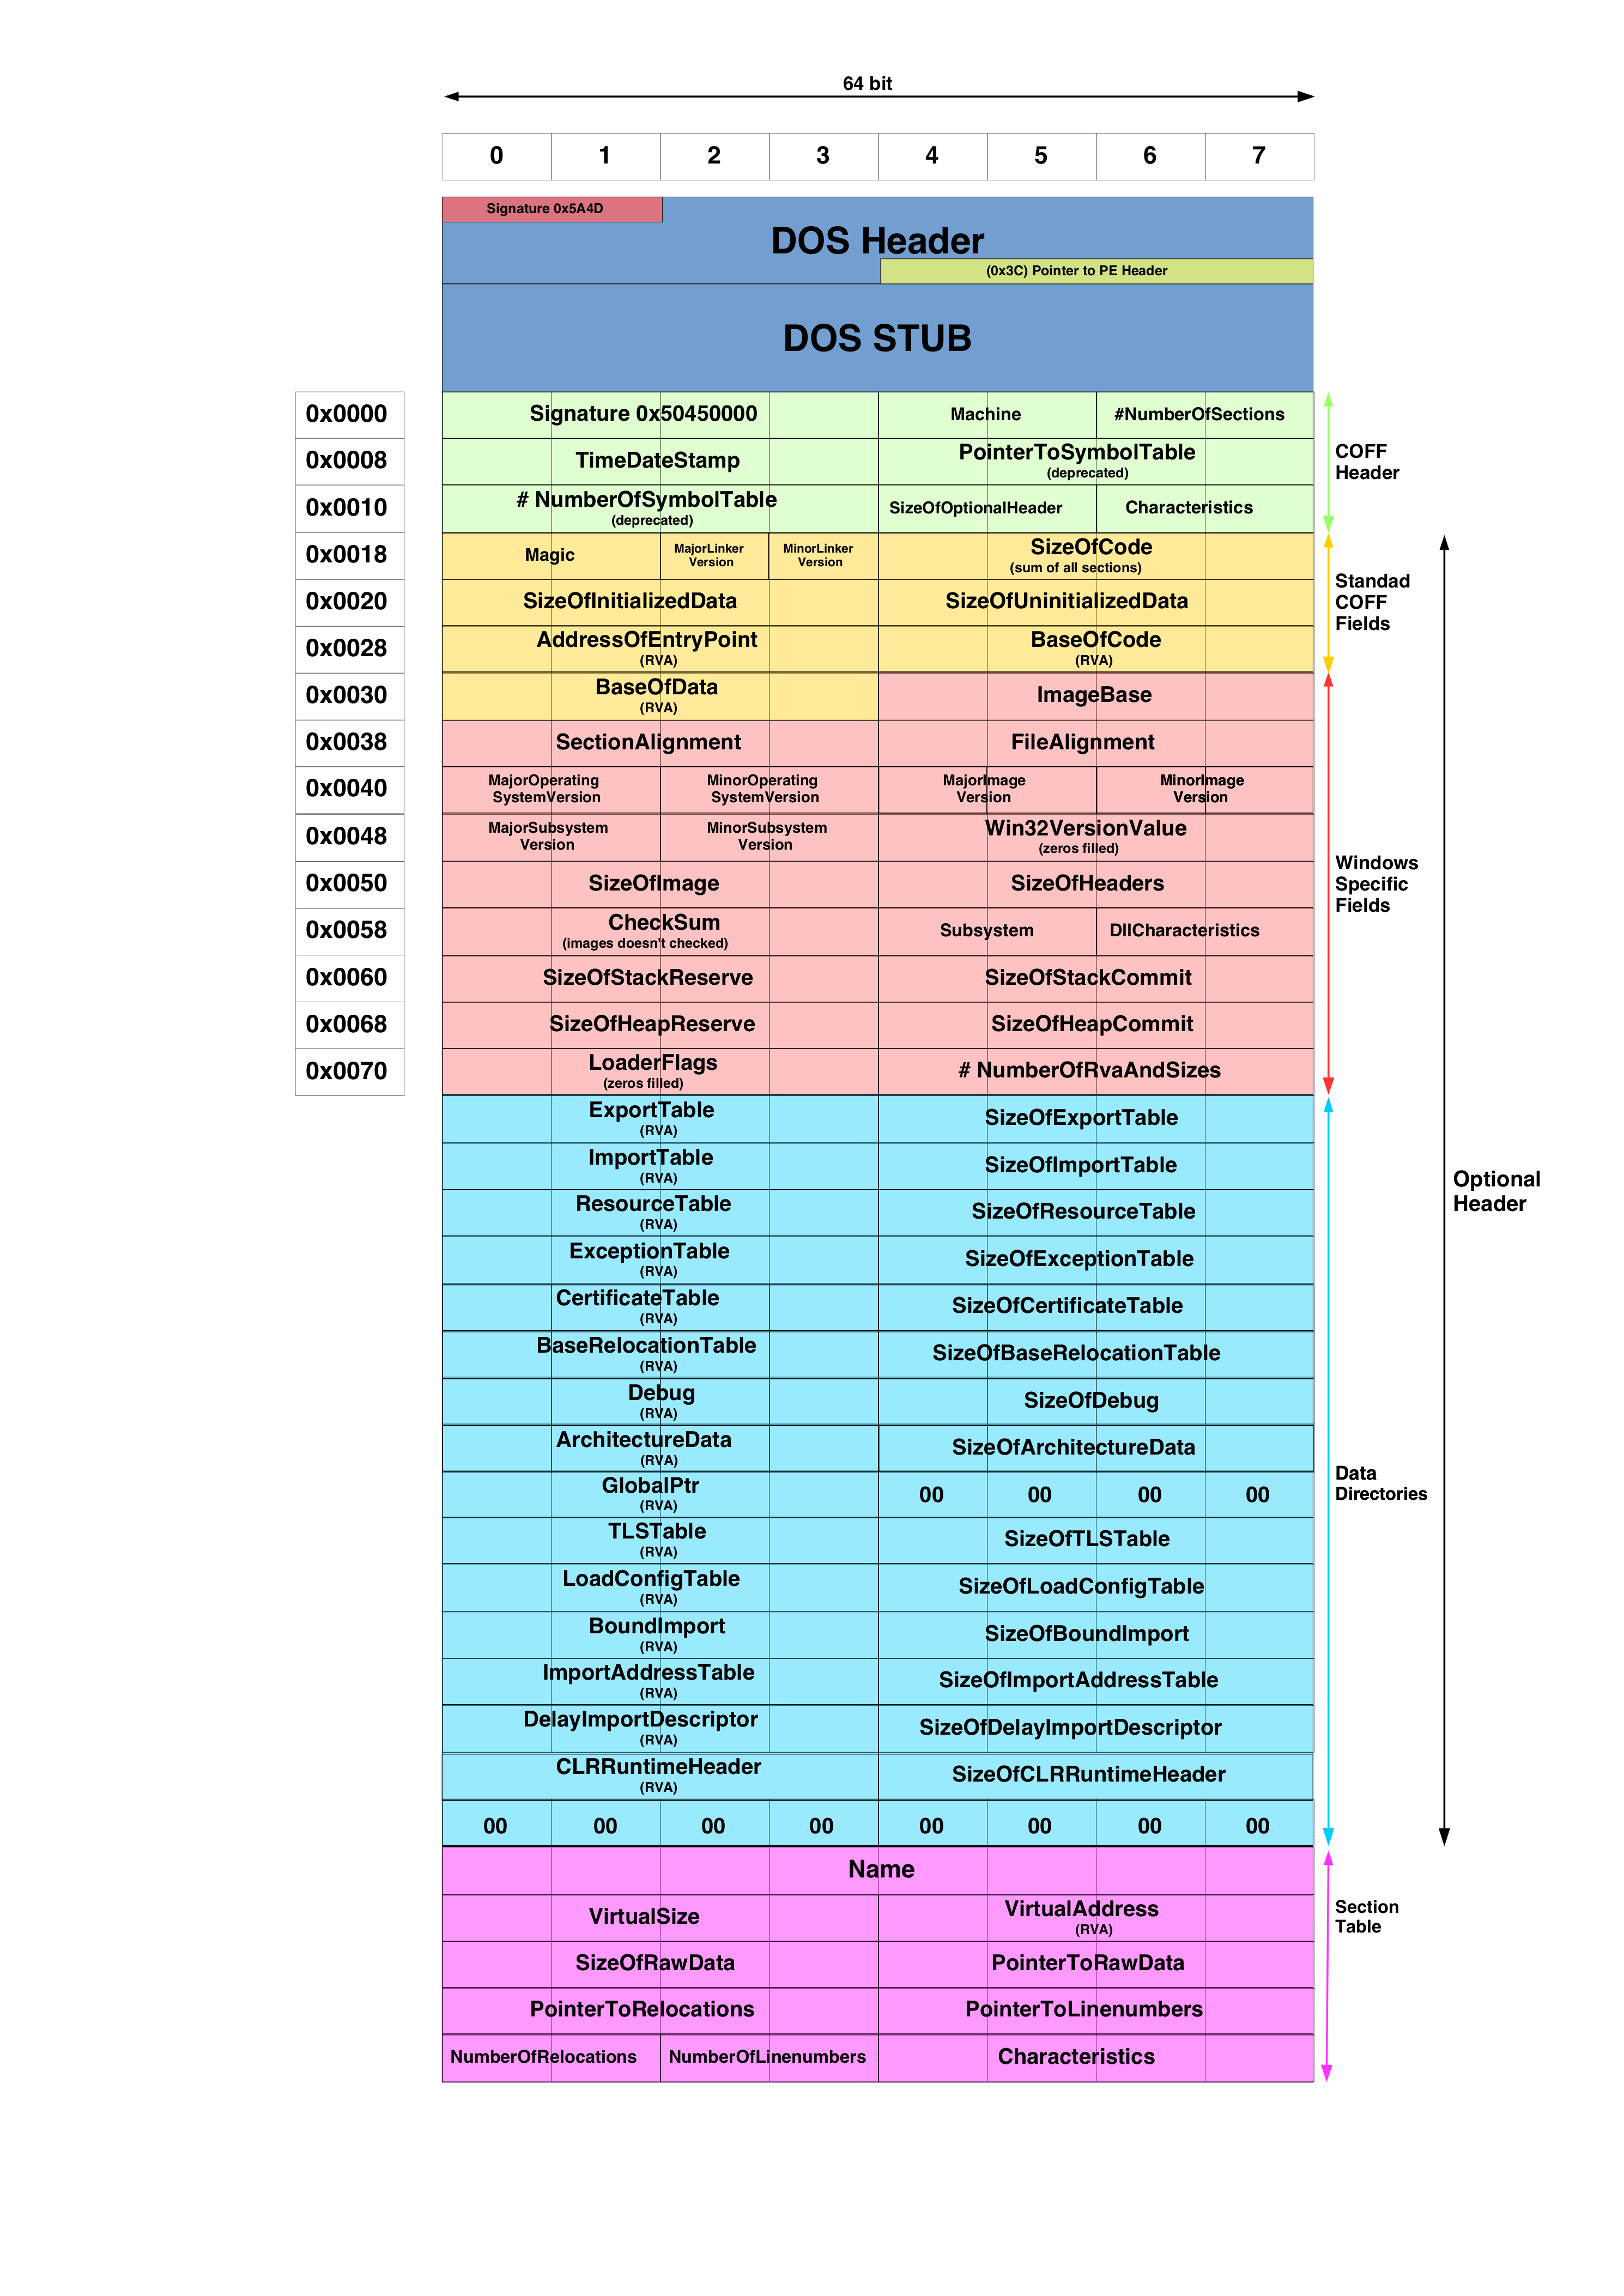 64 bit
0 1 2 3 4 5 6 7
Signature 0x5A4D
DOS Header
(0x3C) Pointer to PE Header
DOS STUB
0x0000 Signature 0x50450000 Machine #NumberOfSections
0x0008 TimeDateStamp PointerToSymbolTable
(deprecated)
COFF
Header
0x0010 # NumberOfSymbolTable SizeOfOptionalHeader Characteristics
(deprecated)
0x0018 Magic MajorLinker
Version MinorLinker
Version SizeOfCode
(sum of all sections)
0x0020 SizeOfInitializedData SizeOfUninitializedData
Standad
COFF
Fields
0x0028 AddressOfEntryPoint
(RVA)
BaseOfCode
(RVA)
0x0030 BaseOfData
(RVA)
ImageBase
0x0038 SectionAlignment FileAlignment
0x0040 MajorOperating
SystemVersion
MinorOperating
SystemVersion
MajorImage
Version
MinorImage
Version
0x0048 MajorSubsystem
Version
MinorSubsystem
Version
Win32VersionValue
(zeros filled)
0x0050 SizeOfImage SizeOfHeaders
Windows
Specific
Fields
0x0058 CheckSum
(images doesn't checked)
Subsystem DllCharacteristics
0x0060 SizeOfStackReserve SizeOfStackCommit
0x0068 SizeOfHeapReserve SizeOfHeapCommit
0x0070 LoaderFlags
(zeros filled)
# NumberOfRvaAndSizes
ExportTable
(RVA)
SizeOfExportTable
ImportTable
(RVA)
SizeOfImportTable
Optional
Header
ResourceTable
(RVA)
SizeOfResourceTable
ExceptionTable
(RVA)
SizeOfExceptionTable
CertificateTable
(RVA)
SizeOfCertificateTable
BaseRelocationTable
(RVA)
SizeOfBaseRelocationTable
Debug
(RVA)
SizeOfDebug
ArchitectureData
(RVA)
SizeOfArchitectureData
GlobalPtr
(RVA)
00 00 00 00
Data
Directories
TLSTable
(RVA)
SizeOfTLSTable
LoadConfigTable
(RVA)
SizeOfLoadConfigTable
BoundImport
(RVA)
SizeOfBoundImport
ImportAddressTable
(RVA)
SizeOfImportAddressTable
DelayImportDescriptor
(RVA)
SizeOfDelayImportDescriptor
CLRRuntimeHeader
(RVA)
SizeOfCLRRuntimeHeader
00 00 00 00 00 00 00 00
Name
VirtualSize VirtualAddress
(RVA)
Section
Table
SizeOfRawData PointerToRawData
PointerToRelocations PointerToLinenumbers
NumberOfRelocations NumberOfLinenumbers Characteristics